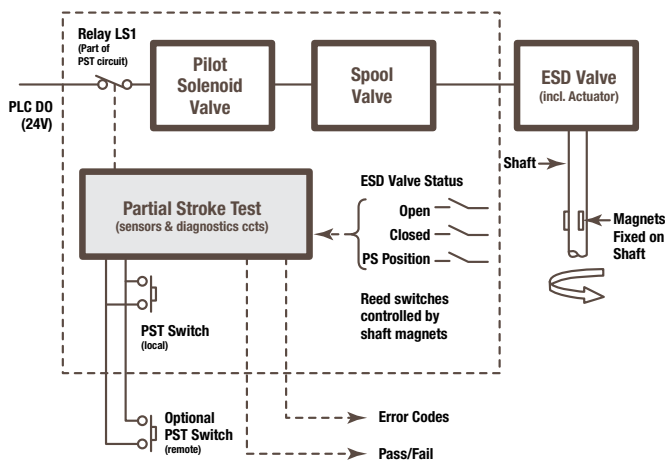 Relay LS1
(Part of
PST circuit)
PLC DO
(24V)
Pilot
Solenoid
Valve
Spool
Valve
ESD Valve
(incl. Actuator)
Shaft
Magnets
Fixed on
Shaft
Partial Stroke Test
(sensors & diagnostics ccts)
ESD Valve Status
Open
Closed
PS Position
Reed switches
controlled by
shaft magnets
PST Switch
(local)
Optional
PST Switch
(remote)
Error Codes
Pass/Fail